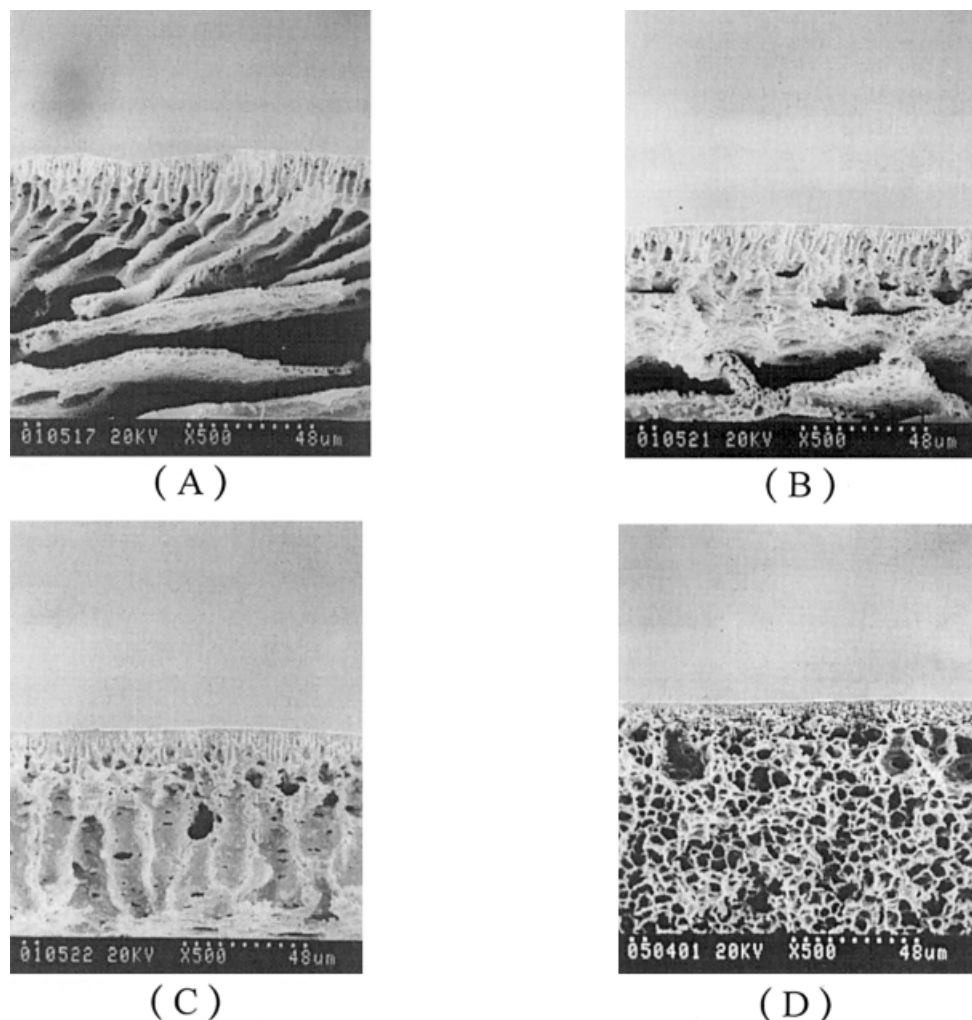 010517 20KV X500 48um
( A )
010521 20KV X500 48um
( B )
010522 20KV X500 48um
( C )
050401 20KV X500 48um
( D )